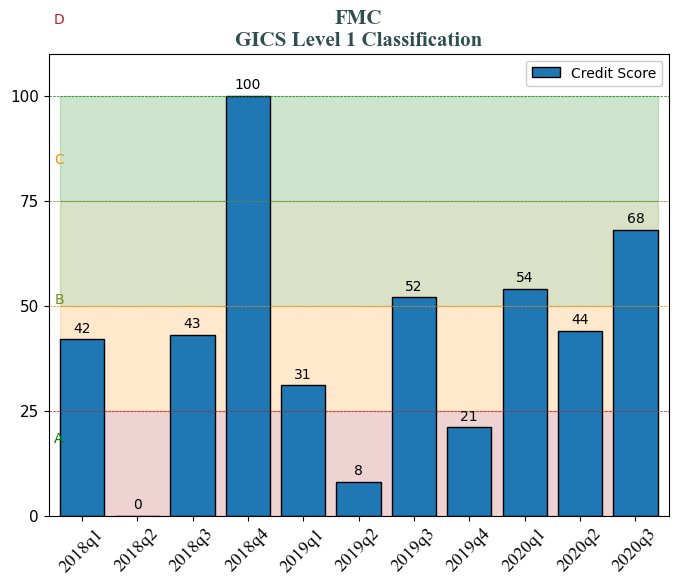 D
FMC
GICS Level 1 Classification
Credit Score
100
75
50
25
0
C
B
A
42
0
43
100
31
8
52
21
54
44
68
2018q1
2018q2
2018q3
2018q4
2019q1
2019q2
2019q3
2019q4
2020q1
2020q2
2020q3